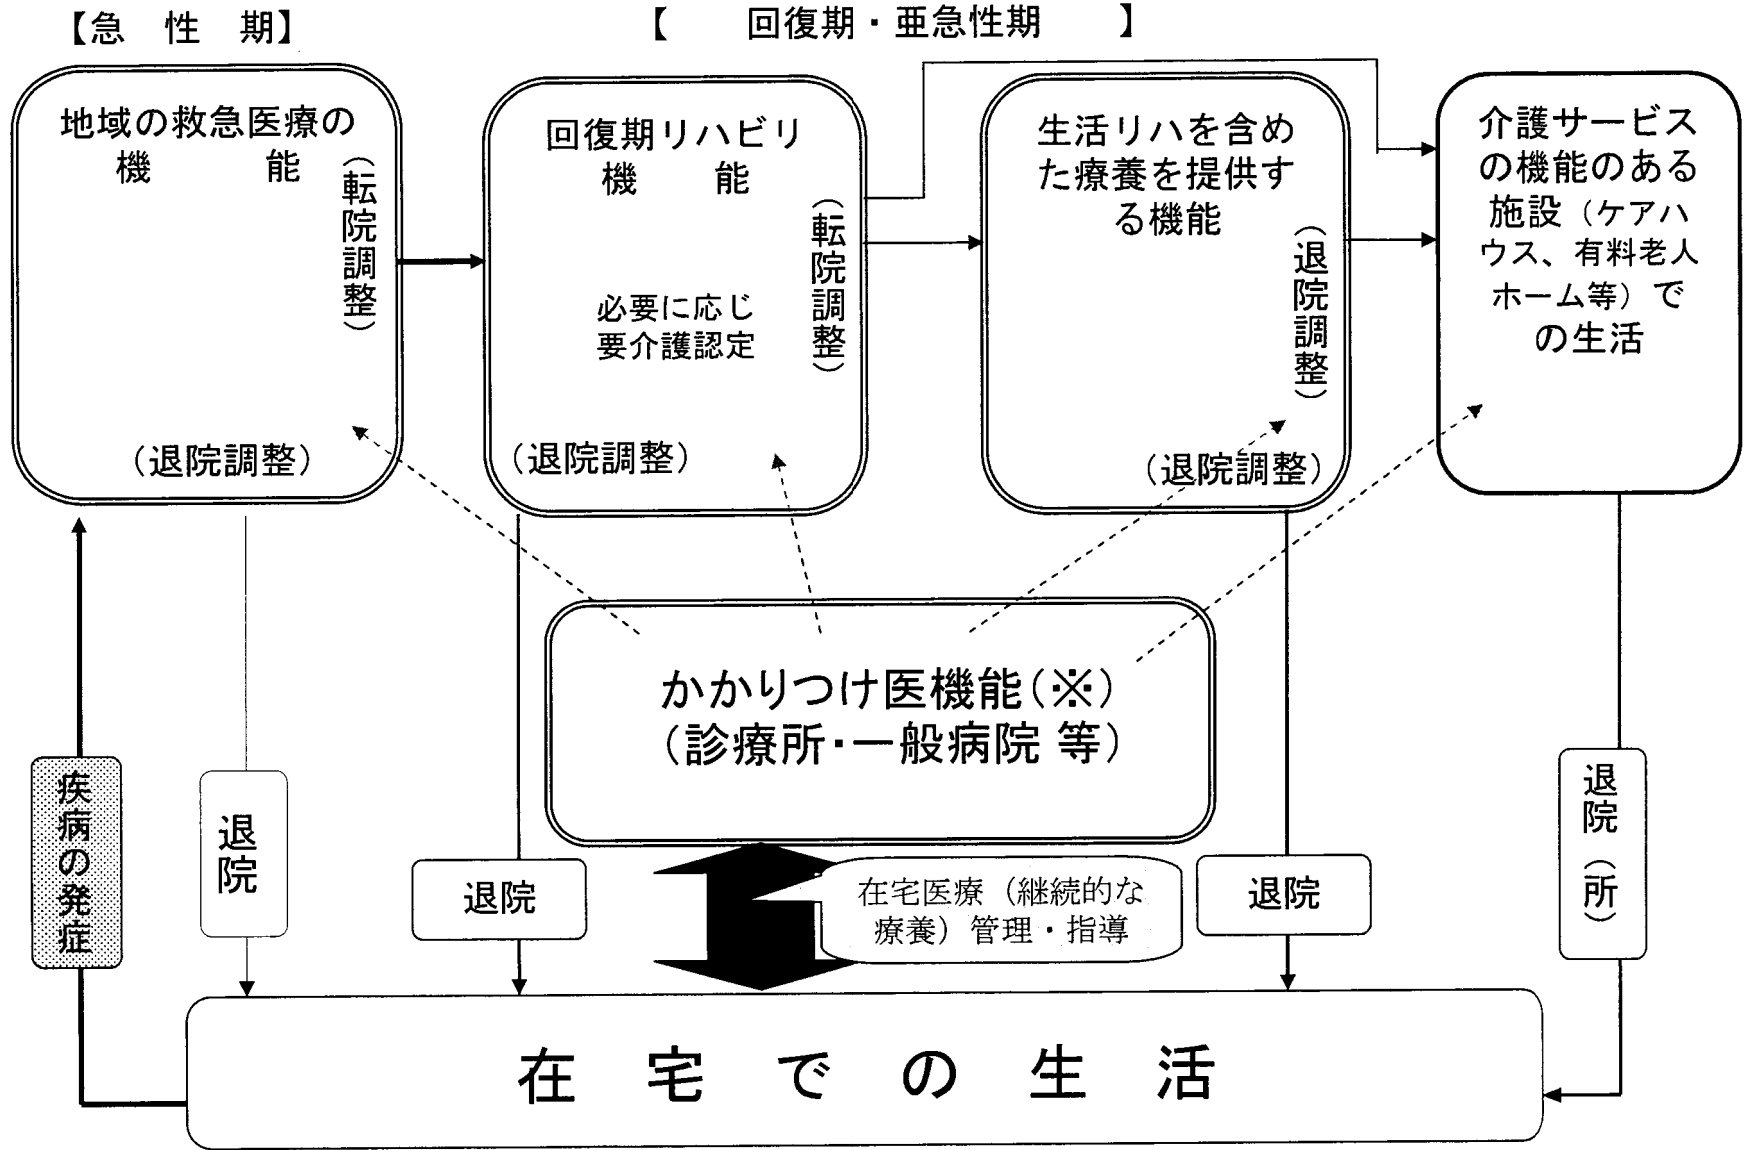 【急　性　期】
【　　回復期・亜急性期　　】
地域の救急医療の
機　　　能
（転院調整）
（退院調整）
回復期リハビリ
機　　能
（転院調整）
必要に応じ
要介護認定
（退院調整）
生活リハを含め
た療養を提供す
る機能
（退院調整）
（退院調整）
介護サービス
の機能のある
施設（ケアハ
ウス、有料老人
ホーム等）で
の生活
かかりつけ医機能（※）
（診療所・一般病院 等）
疾病の発症
退院
退院
在宅医療（継続的な
療養）管理・指導
退院
退院（所）
在　宅　で　の　生　活